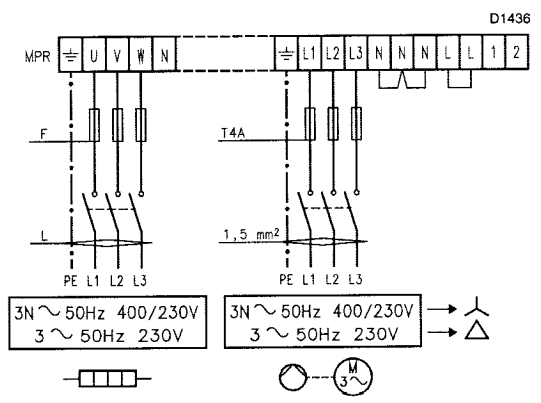 D1436
MPR ⏚ U V W N ⏚ L1 L2 L3 N N N L L 1 2
F T4A
L 1,5 mm²
PE L1 L2 L3 PE L1 L2 L3
3N ~ 50Hz 400/230V
3 ~ 50Hz 230V
3N ~ 50Hz 400/230V
3 ~ 50Hz 230V
M
3~